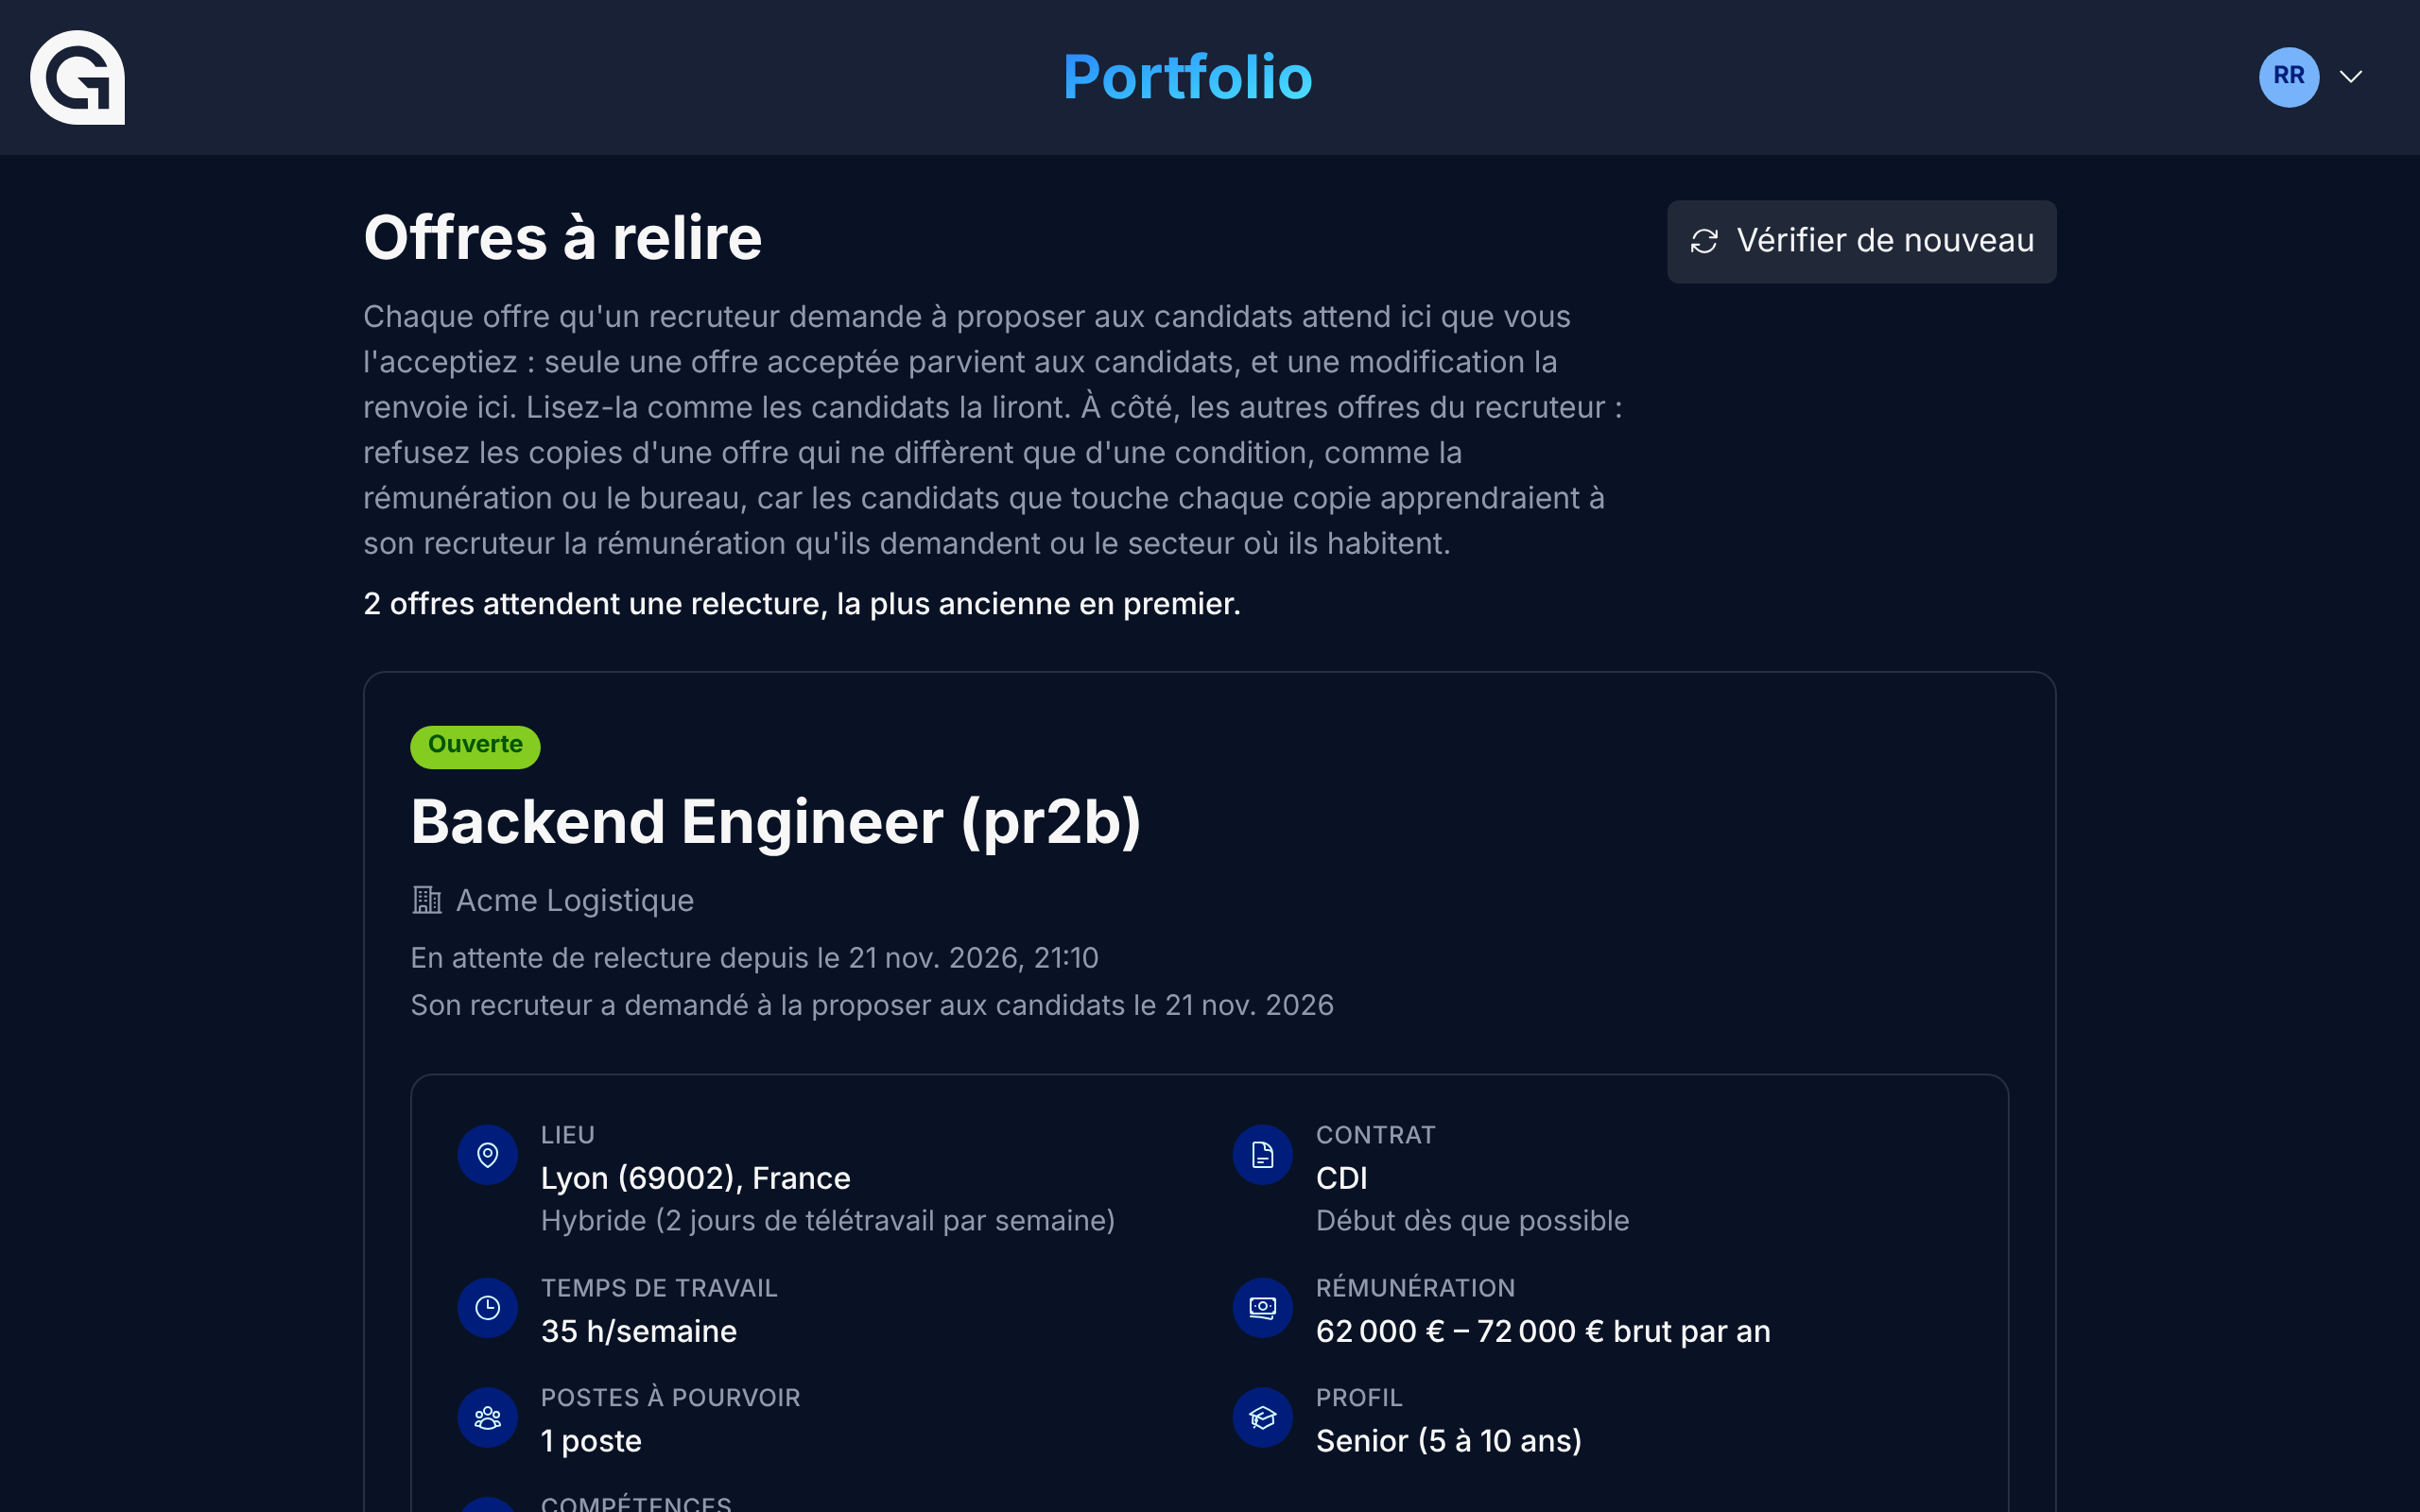 Portfolio
RR
Offres à relire
Vérifier de nouveau
Chaque offre qu'un recruteur demande à proposer aux candidats attend ici que vous
l'acceptiez : seule une offre acceptée parvient aux candidats, et une modification la
renvoie ici. Lisez-la comme les candidats la liront. À côté, les autres offres du recruteur :
refusez les copies d'une offre qui ne diffèrent que d'une condition, comme la
rémunération ou le bureau, car les candidats que touche chaque copie apprendraient à
son recruteur la rémunération qu'ils demandent ou le secteur où ils habitent.
2 offres attendent une relecture, la plus ancienne en premier.
Ouverte
Backend Engineer (pr2b)
Acme Logistique
En attente de relecture depuis le 21 nov. 2026, 21:10
Son recruteur a demandé à la proposer aux candidats le 21 nov. 2026
LIEU
Lyon (69002), France
Hybride (2 jours de télétravail par semaine)
CONTRAT
CDI
Début dès que possible
TEMPS DE TRAVAIL
35 h/semaine
RÉMUNÉRATION
62 000 € – 72 000 € brut par an
POSTES À POURVOIR
1 poste
PROFIL
Senior (5 à 10 ans)
COMPÉTENCES